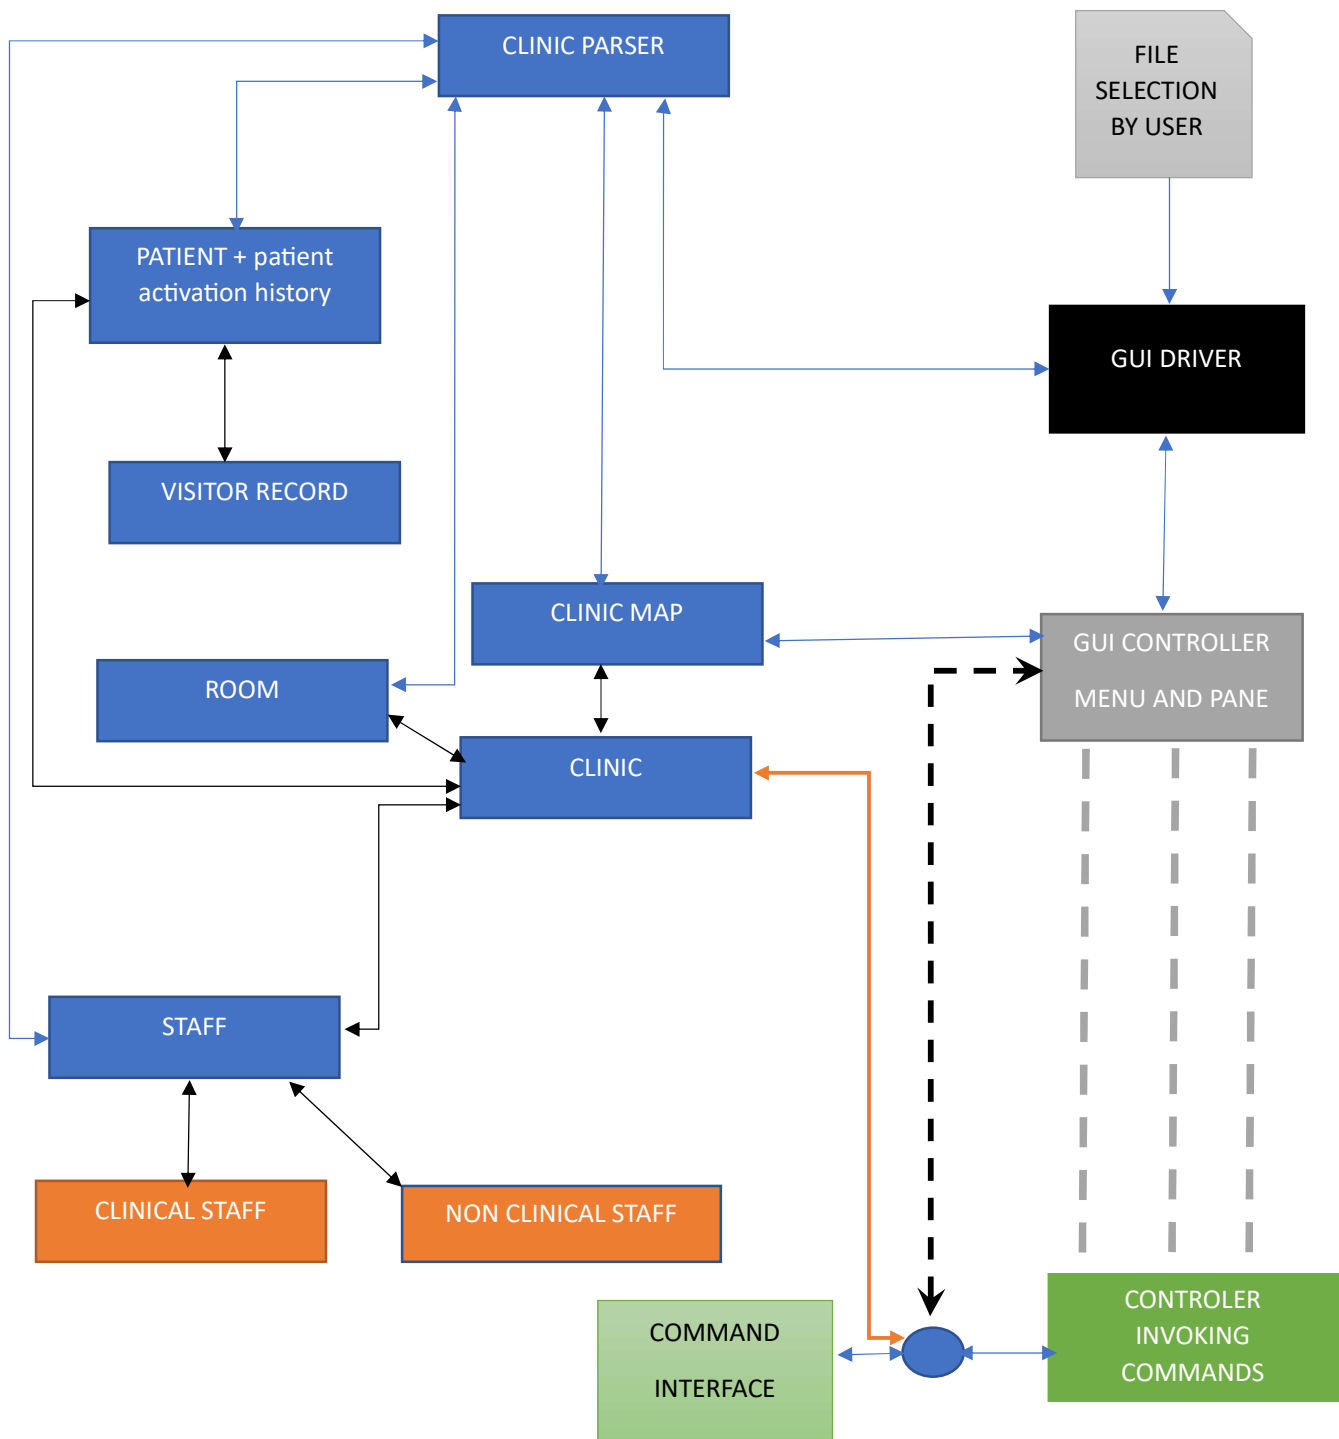 CLINIC PARSER
FILE
SELECTION
BY USER
PATIENT + patient
activation history
GUI DRIVER
VISITOR RECORD
CLINIC MAP
GUI CONTROLLER
MENU AND PANE
ROOM
CLINIC
STAFF
CLINICAL STAFF
NON CLINICAL STAFF
COMMAND
INTERFACE
CONTROLER
INVOKING
COMMANDS